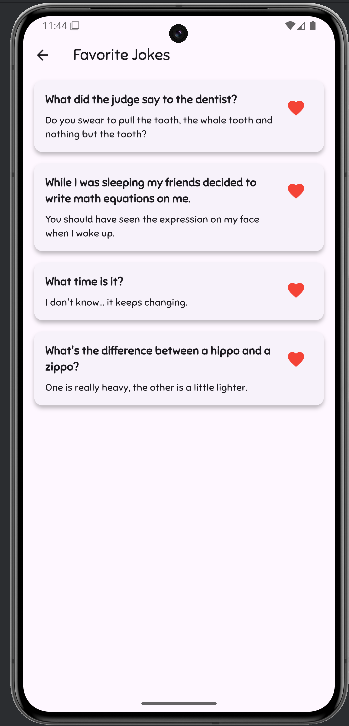 11:44
Favorite Jokes
What did the judge say to the dentist?
Do you swear to pull the tooth, the whole tooth and
nothing but the tooth?
While I was sleeping my friends decided to
write math equations on me.
You should have seen the expression on my face
when I woke up.
What time is it?
I don't know... it keeps changing.
What's the difference between a hippo and a
zippo?
One is really heavy, the other is a little lighter.